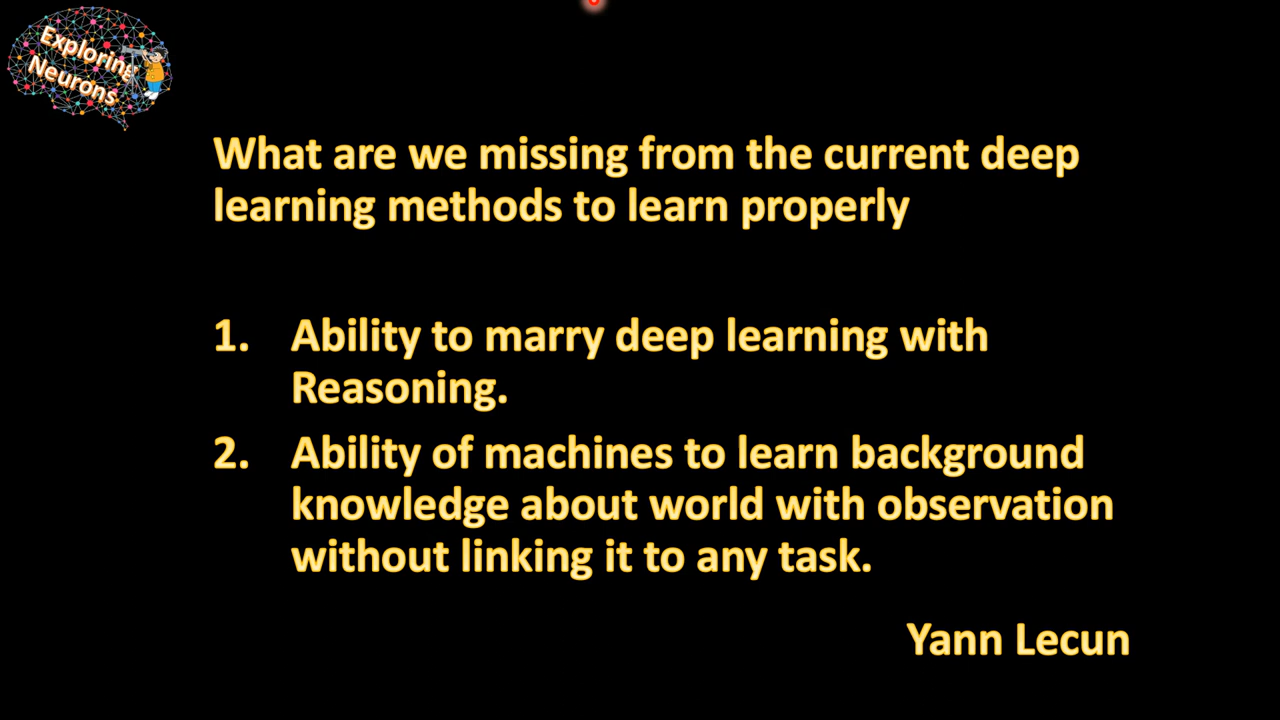 Exploring
Neurons
What are we missing from the current deep
learning methods to learn properly
1. Ability to marry deep learning with
Reasoning.
2. Ability of machines to learn background
knowledge about world with observation
without linking it to any task.
Yann Lecun